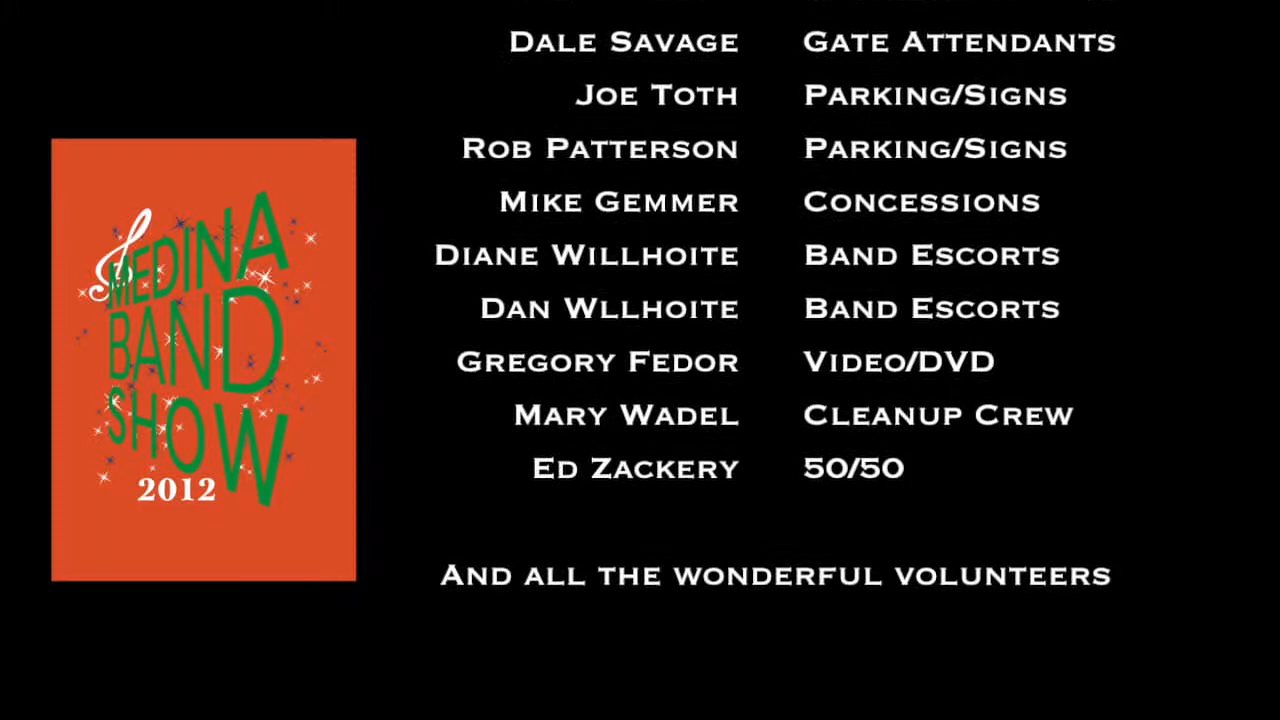 MEDINA
BAND
SHOW
2012
DALE SAVAGE GATE ATTENDANTS
JOE TOTH PARKING/SIGNS
ROB PATTERSON PARKING/SIGNS
MIKE GEMMER CONCESSIONS
DIANE WILLHOITE BAND ESCORTS
DAN WLLHOITE BAND ESCORTS
GREGORY FEDOR VIDEO/DVD
MARY WADEL CLEANUP CREW
ED ZACKERY 50/50
AND ALL THE WONDERFUL VOLUNTEERS